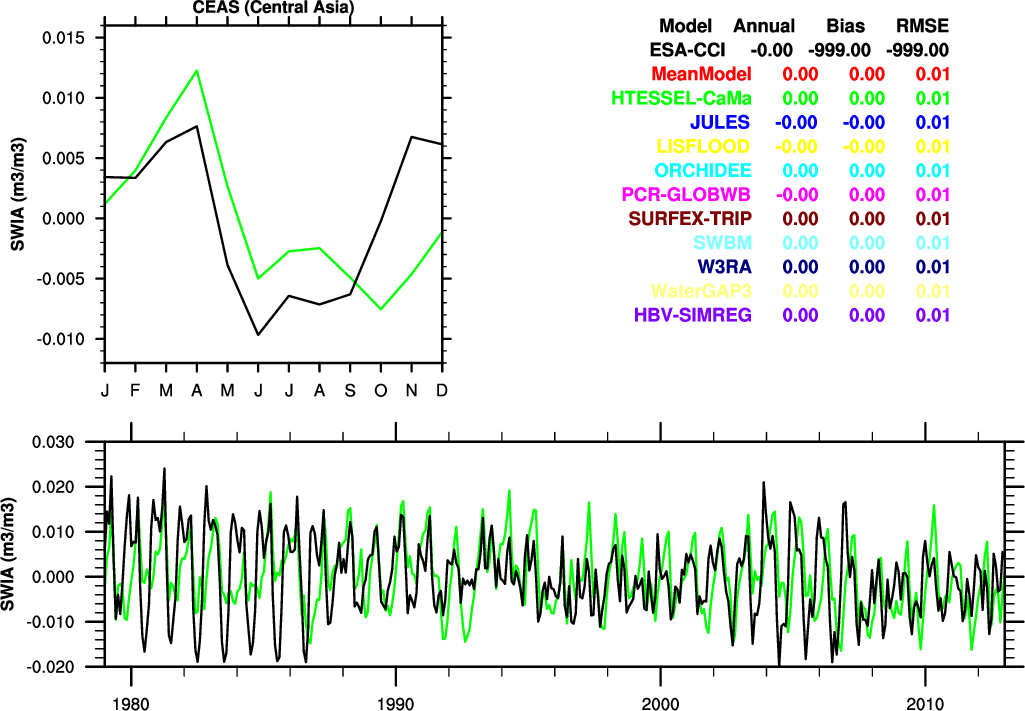 CEAS (Central Asia)
0.015
0.010
0.005
0.000
-0.005
-0.010
SWIA (m3/m3)
J F M A M J J A S O N D
Model Annual Bias RMSE
ESA-CCI -0.00 -999.00 -999.00
MeanModel 0.00 0.00 0.01
HTESSEL-CaMa 0.00 0.00 0.01
JULES -0.00 -0.00 0.01
LISFLOOD -0.00 -0.00 0.01
ORCHIDEE 0.00 0.00 0.01
PCR-GLOBWB -0.00 0.00 0.01
SURFEX-TRIP 0.00 0.00 0.01
SWBM 0.00 0.00 0.01
W3RA 0.00 0.00 0.01
WaterGAP3 0.00 0.00 0.01
HBV-SIMREG 0.00 0.00 0.01
0.030
0.020
0.010
0.000
-0.010
-0.020
SWIA (m3/m3)
1980 1990 2000 2010